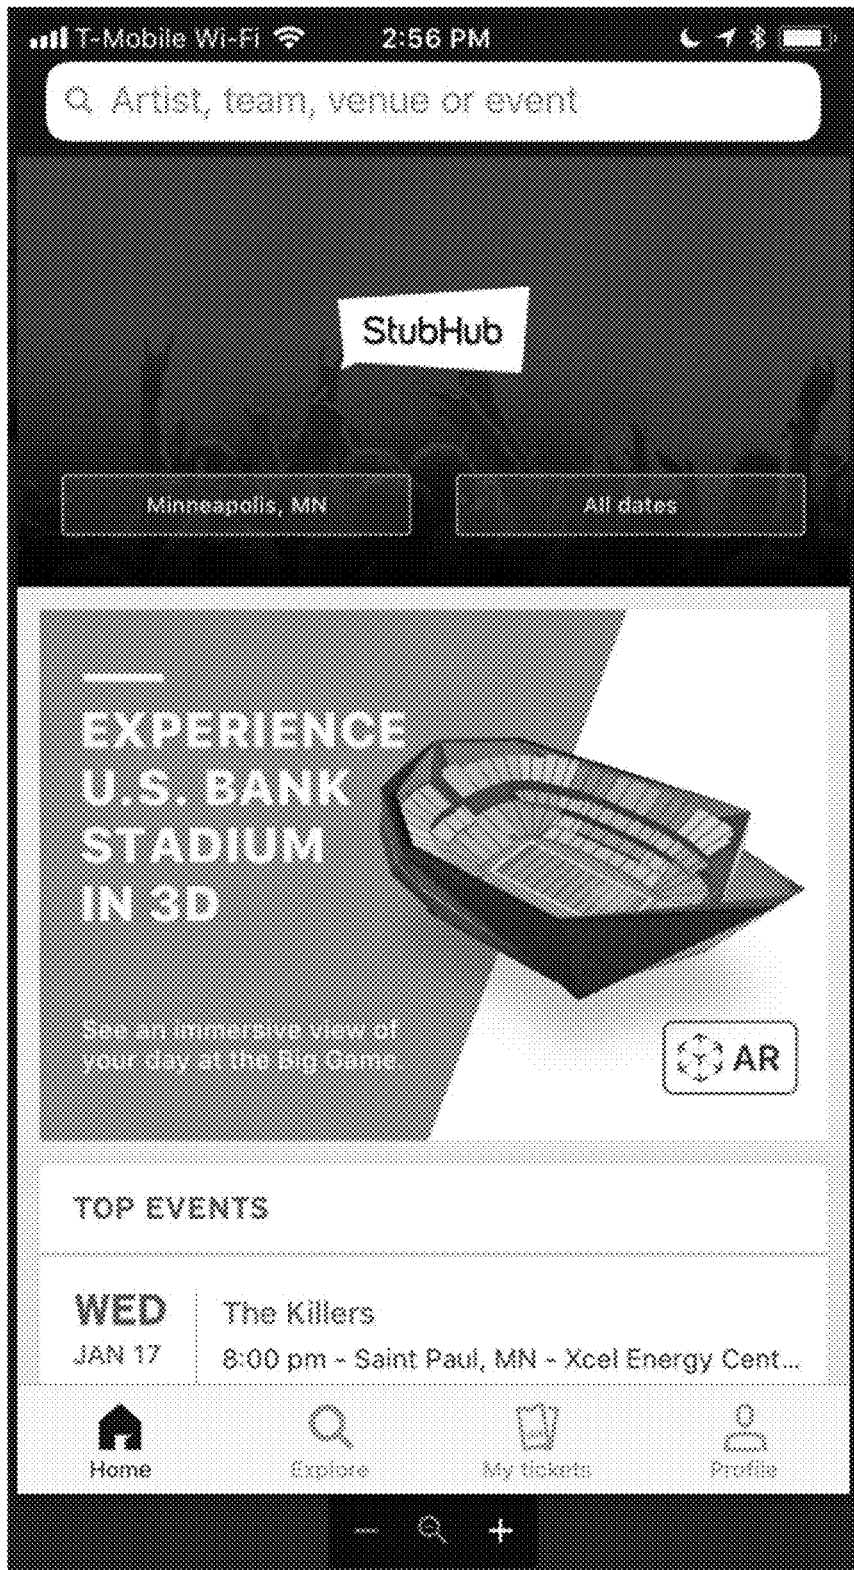 T-Mobile Wi-Fi 2:56 PM
Artist, team, venue or event
StubHub
Minneapolis, MN
All dates
EXPERIENCE
U.S. BANK
STADIUM
IN 3D
See an immersive view of
your day at the Big Game
AR
TOP EVENTS
WED
JAN 17
The Killers
8:00 pm - Saint Paul, MN - Xcel Energy Cent...
Home
Explore
My tickets
Profile